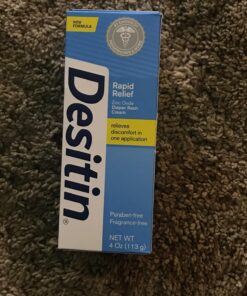 NEW
FORMULA
Desitin®
Rapid
Relief
Zinc Oxide
Diaper Rash
Cream
relieves
discomfort in
one application
Paraben-free
Fragrance-free
NET WT
4 Oz (113 g)